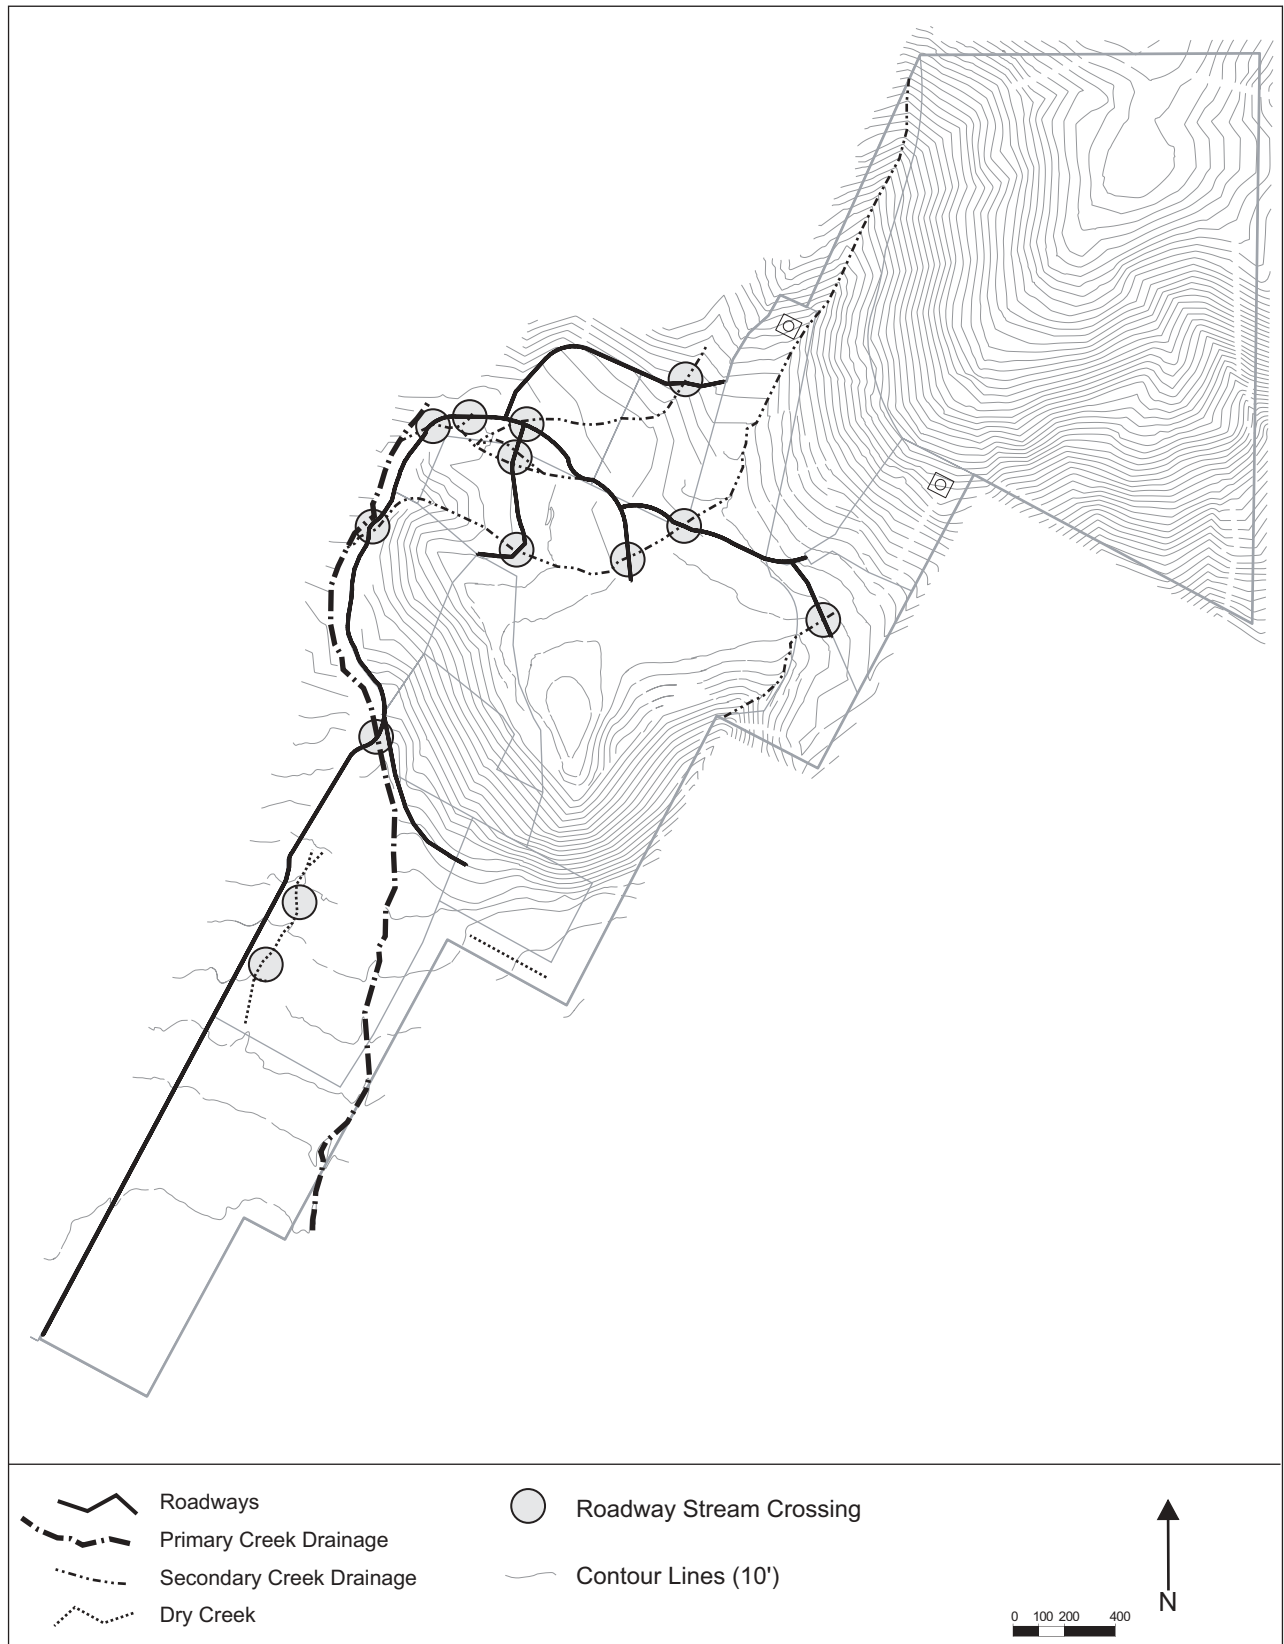 Roadways
Primary Creek Drainage
Secondary Creek Drainage
Dry Creek
Roadway Stream Crossing
Contour Lines (10')
N
0 100 200 400